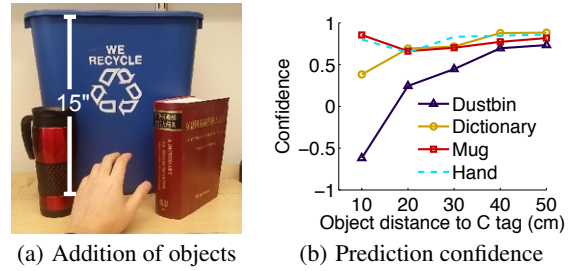 WE
RECYCLE
15"
(a) Addition of objects
Confidence
1
0.5
0
−0.5
−1
Dustbin
Dictionary
Mug
Hand
10 20 30 40 50
Object distance to C tag (cm)
(b) Prediction confidence